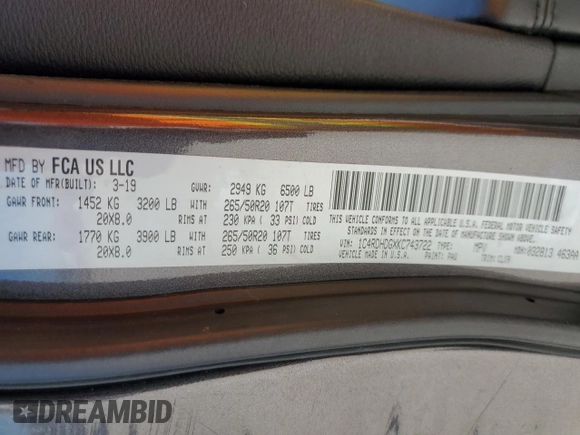 MFD BY FCA US LLC
DATE OF MFR(BUILT): 3-19 GVWR: 2949 KG 6500 LB
GAWR FRONT: 1452 KG 3200 LB WITH 265/50R20 107T TIRES
20X8.0 RIMS AT 230 KPA ( 33 PSI) COLD
GAWR REAR: 1770 KG 3900 LB WITH 265/50R20 107T TIRES
20X8.0 RIMS AT 250 KPA ( 36 PSI) COLD
THIS VEHICLE CONFORMS TO ALL APPLICABLE U.S.A. FEDERAL MOTOR VEHICLE SAFETY
STANDARDS IN EFFECT ON THE DATE OF MANUFACTURE SHOWN ABOVE.
VIN: 1C4RDHDGXKC743722 TYPE: MPV MDH: 032813
VEHICLE MADE IN U.S.A. PAINT: PAU TRIM:
DREAMBID